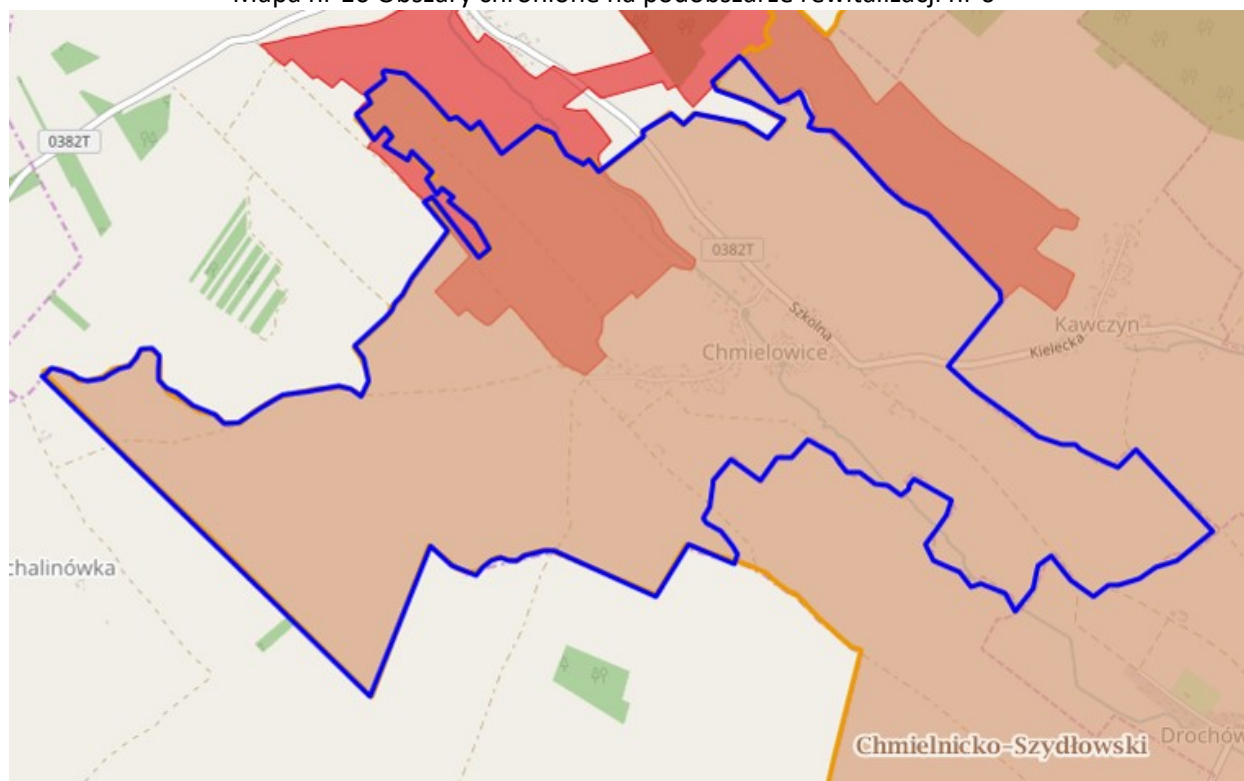 0382T
0382T
Szkolna
Kawczyn
Kielecka
Chmielowice
chalinówka
Chmielnicko-Szydłowski
Drochów